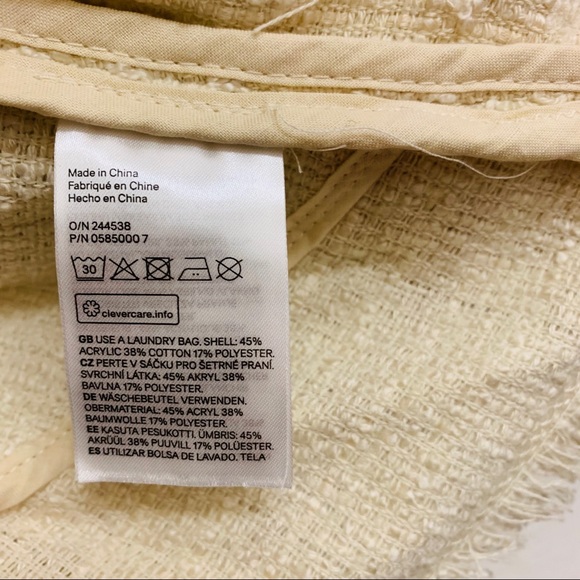 Made in China
Fabriqué en Chine
Hecho en China
O/N 244538
P/N 0585000 7
30
clevercare.info
GB USE A LAUNDRY BAG. SHELL: 45%
ACRYLIC 38% COTTON 17% POLYESTER.
CZ PERTE V SÁČKU PRO ŠETRNÉ PRANÍ.
SVRCHNÍ LÁTKA: 45% AKRYL 38%
BAVLNA 17% POLYESTER.
DE WÄSCHEBEUTEL VERWENDEN.
OBERMATERIAL: 45% ACRYL 38%
BAUMWOLLE 17% POLYESTER.
EE KASUTA PESUKOTTI. ÜMBRIS: 45%
AKRÜÜL 38% PUUVILL 17% POLÜESTER.
ES UTILIZAR BOLSA DE LAVADO. TELA